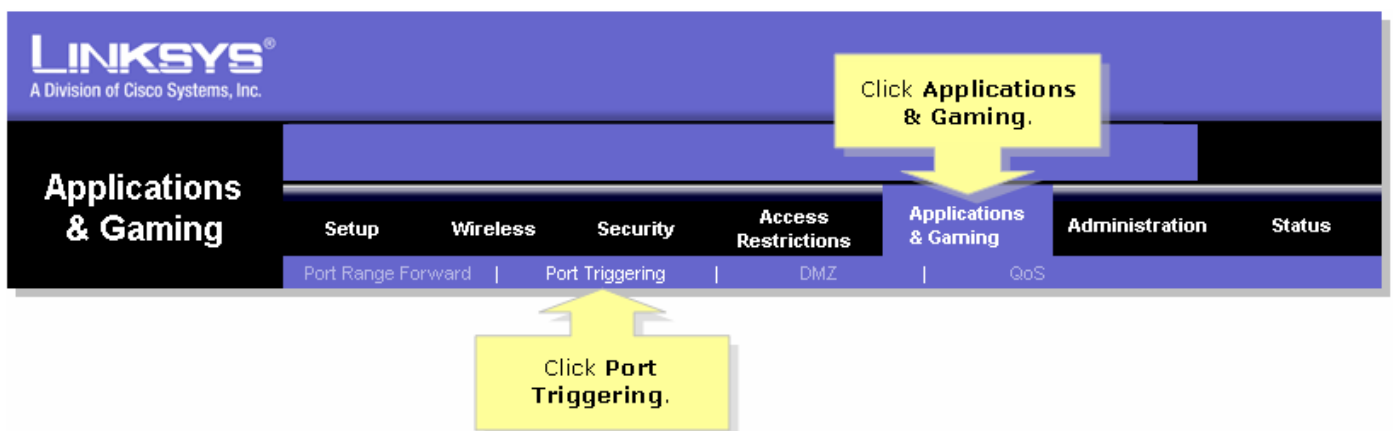 LINKSYS®
A Division of Cisco Systems, Inc.
Click Applications
& Gaming.
Applications
& Gaming
Setup
Wireless
Security
Access
Restrictions
Applications
& Gaming
Administration
Status
Port Range Forward | Port Triggering | DMZ | QoS
Click Port
Triggering.